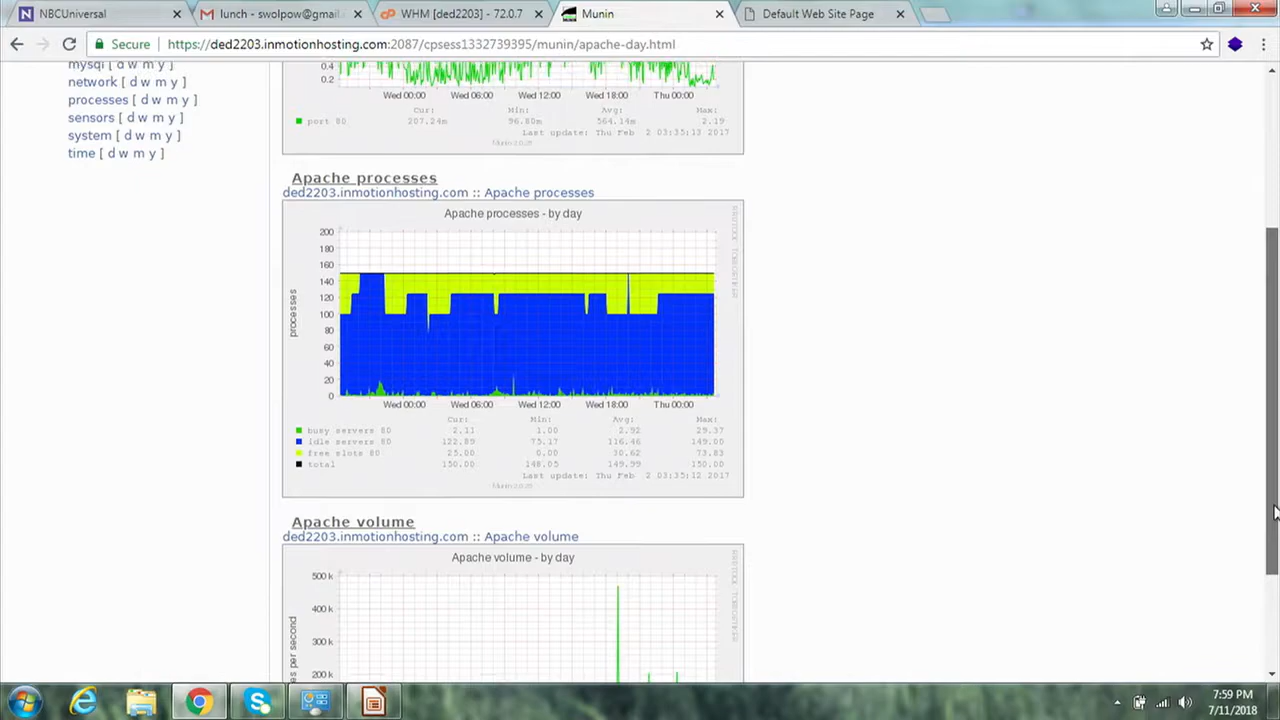 NBCUniversal
lunch - swolpow@gmail
WHM [ded2203] - 72.0.7
Munin
Default Web Site Page
Secure
https://ded2203.inmotionhosting.com:2087/cpsess1332739395/munin/apache-day.html
mysql [ d w m y ]
network [ d w m y ]
processes [ d w m y ]
sensors [ d w m y ]
system [ d w m y ]
time [ d w m y ]
0.4
0.2
Wed 00:00 Wed 06:00 Wed 12:00 Wed 18:00 Thu 00:00
Cur: Min: Avg: Max:
port 80 207.24m 96.80m 564.14m 2.19
Last update: Thu Feb 2 03:35:13 2017
Munin 2.0.25
Apache processes
ded2203.inmotionhosting.com :: Apache processes
Apache processes - by day
processes
200
180
160
140
120
100
80
60
40
20
0
Wed 00:00 Wed 06:00 Wed 12:00 Wed 18:00 Thu 00:00
Cur: Min: Avg: Max:
busy servers 80 2.11 1.00 2.92 29.37
idle servers 80 122.89 75.17 116.46 149.00
free slots 80 25.00 0.00 30.62 73.83
total 150.00 148.05 149.99 150.00
Last update: Thu Feb 2 03:35:12 2017
Munin 2.0.25
Apache volume
ded2203.inmotionhosting.com :: Apache volume
Apache volume - by day
es per second
500 k
400 k
300 k
200 k
7:59 PM
7/11/2018